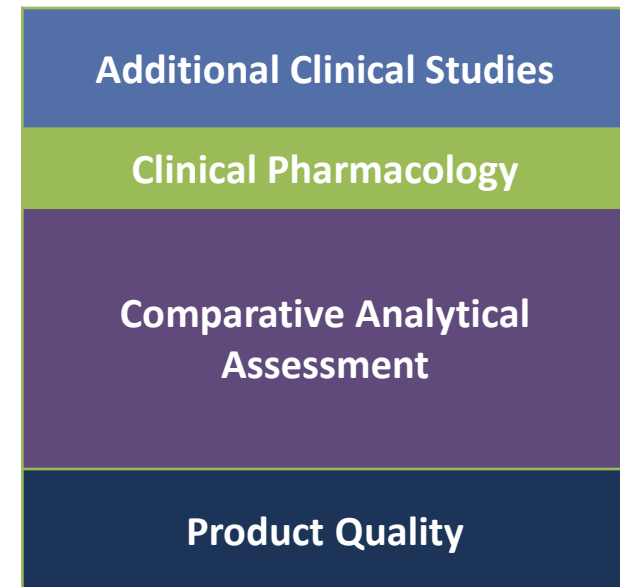 Additional Clinical Studies
Clinical Pharmacology
Comparative Analytical
Assessment
Product Quality